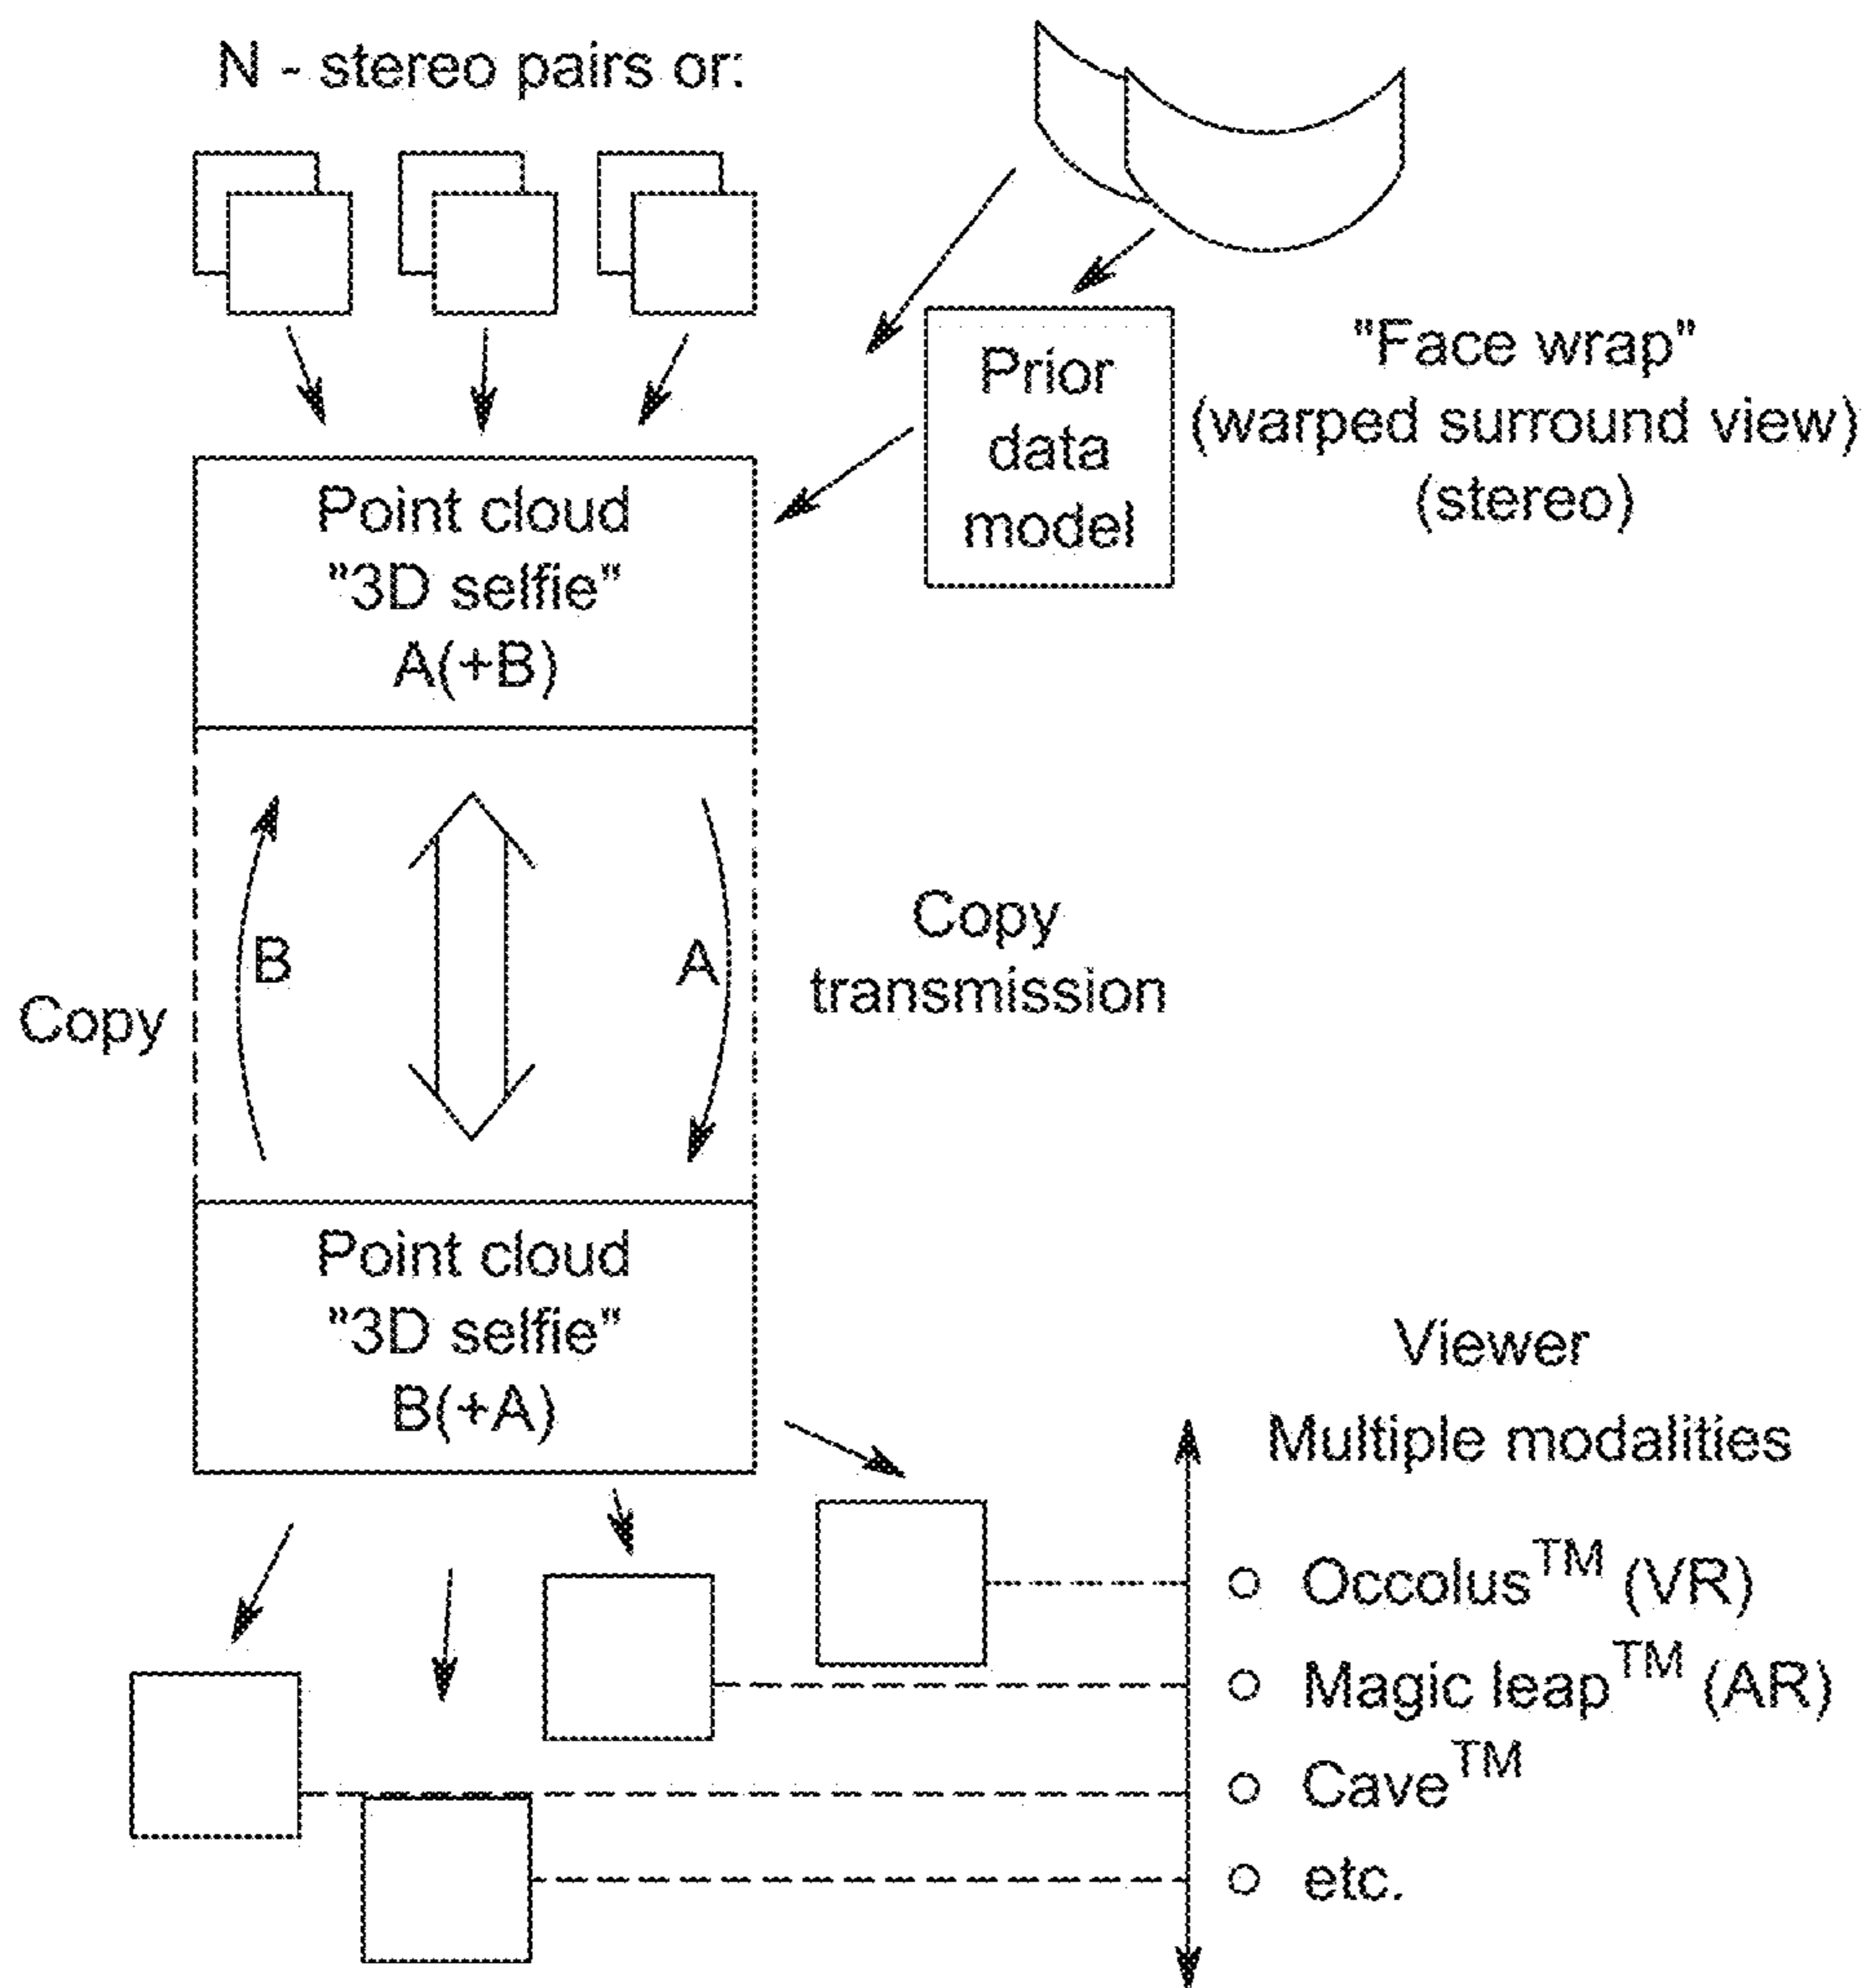 N - stereo pairs or:
Prior
data
model
"Face wrap"
(warped surround view)
(stereo)
Point cloud
"3D selfie"
A(+B)
B
A
Copy
Copy
transmission
Point cloud
"3D selfie"
B(+A)
Viewer
Multiple modalities
Occolus™ (VR)
Magic leap™ (AR)
Cave™
etc.